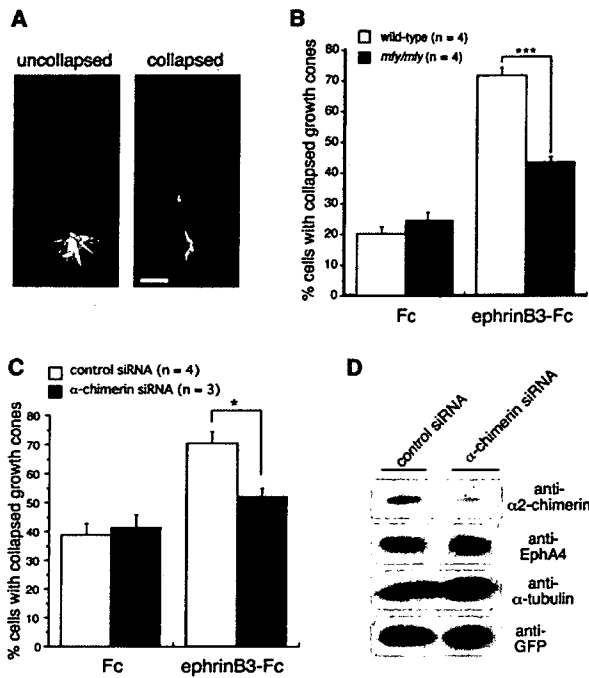 A
uncollapsed collapsed
B
wild-type (n = 4)
mfy/mfy (n = 4)
% cells with collapsed growth cones
80
70
60
50
40
30
20
10
0
***
Fc ephrinB3-Fc
C
control siRNA (n = 4)
α-chimerin siRNA (n = 3)
% cells with collapsed growth cones
80
70
60
50
40
30
20
10
0
*
Fc ephrinB3-Fc
D
control siRNA
α-chimerin siRNA
anti-
α2-chimerin
anti-
EphA4
anti-
α-tubulin
anti-
GFP